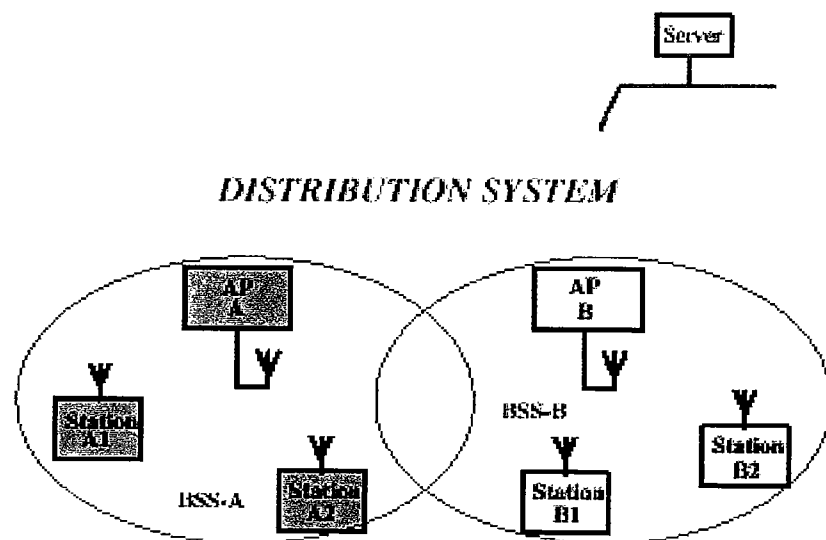 Server
DISTRIBUTION SYSTEM
AP
A
AP
B
Station
A1
BSS-B
Station
B2
BSS-A
Station
A2
Station
B1